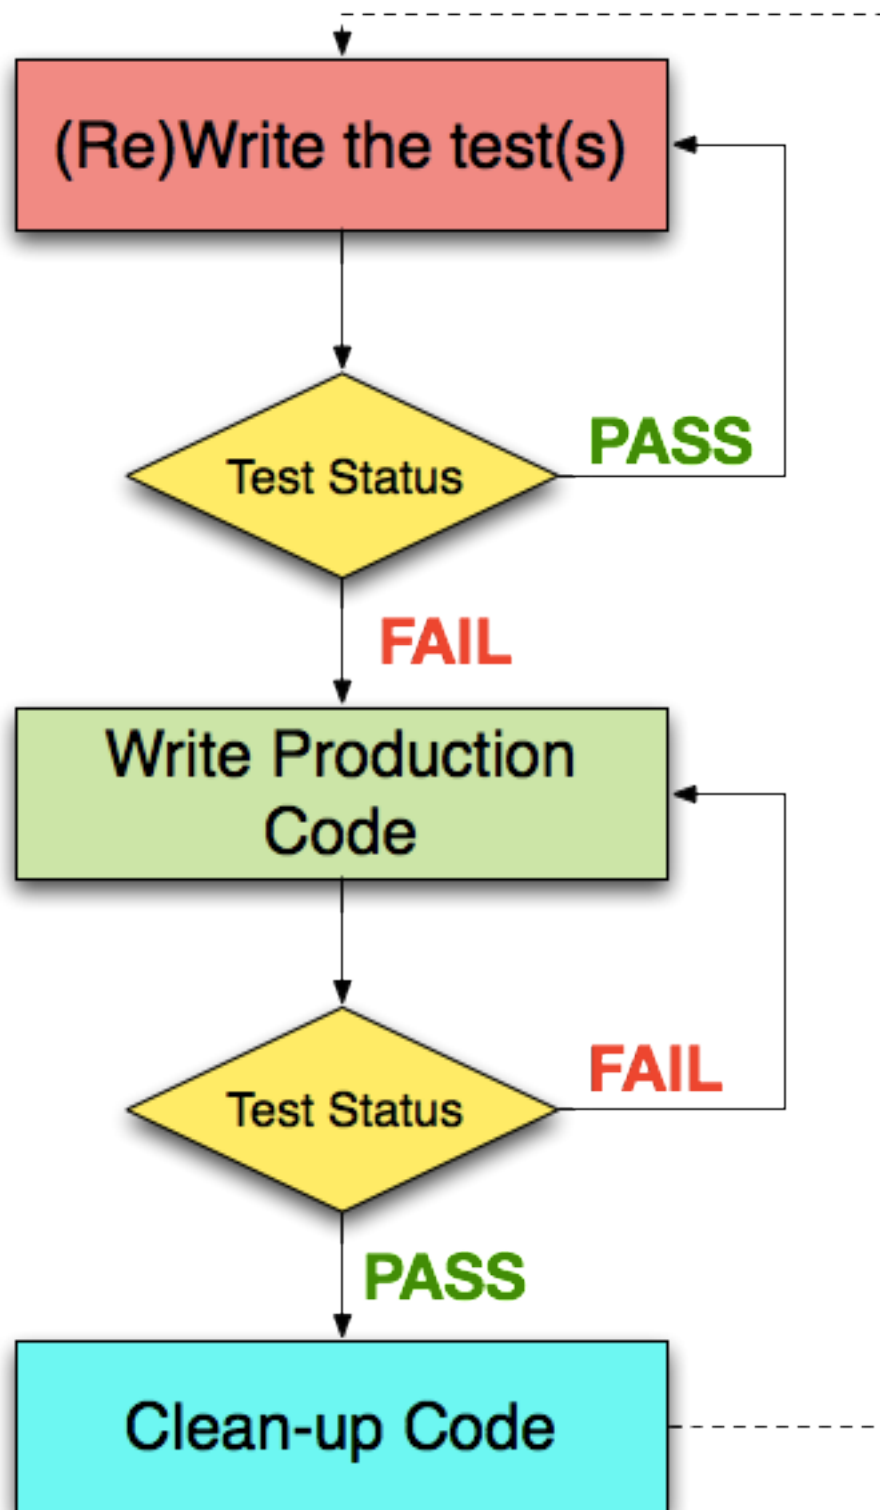 (Re)Write the test(s)
PASS
Test Status
FAIL
Write Production
Code
FAIL
Test Status
PASS
Clean-up Code